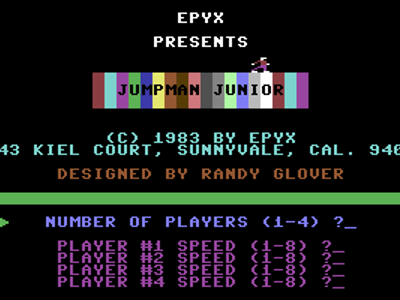 EPYX
PRESENTS
JUMPMAN JUNIOR
(C) 1983 BY EPYX
43 KIEL COURT, SUNNYVALE, CAL. 940
DESIGNED BY RANDY GLOVER
NUMBER OF PLAYERS (1-4) ?_
PLAYER #1 SPEED (1-8) ?_
PLAYER #2 SPEED (1-8) ?_
PLAYER #3 SPEED (1-8) ?_
PLAYER #4 SPEED (1-8) ?_